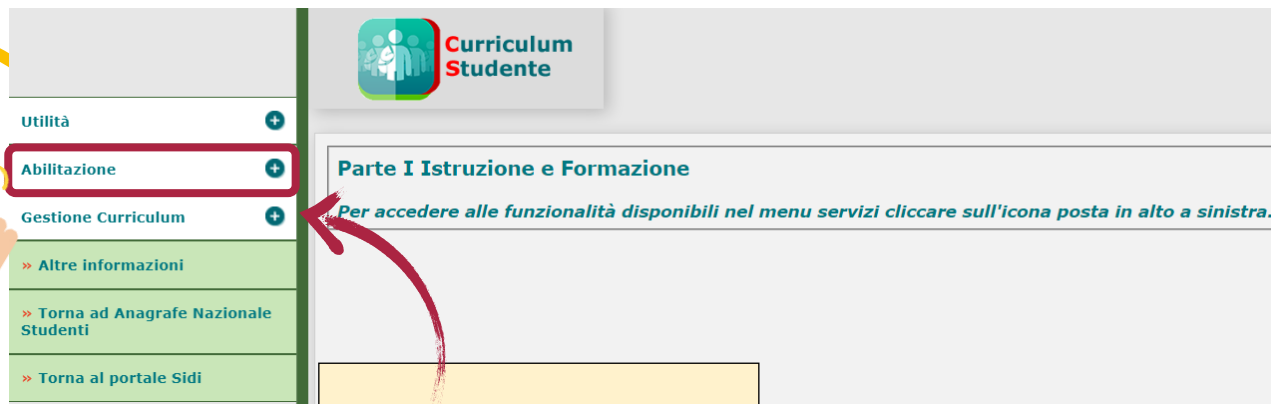 Curriculum
Studente
Utilità
Abilitazione
Gestione Curriculum
» Altre informazioni
» Torna ad Anagrafe Nazionale
Studenti
» Torna al portale Sidi
Parte I Istruzione e Formazione
Per accedere alle funzionalità disponibili nel menu servizi cliccare sull'icona posta in alto a sinistra.